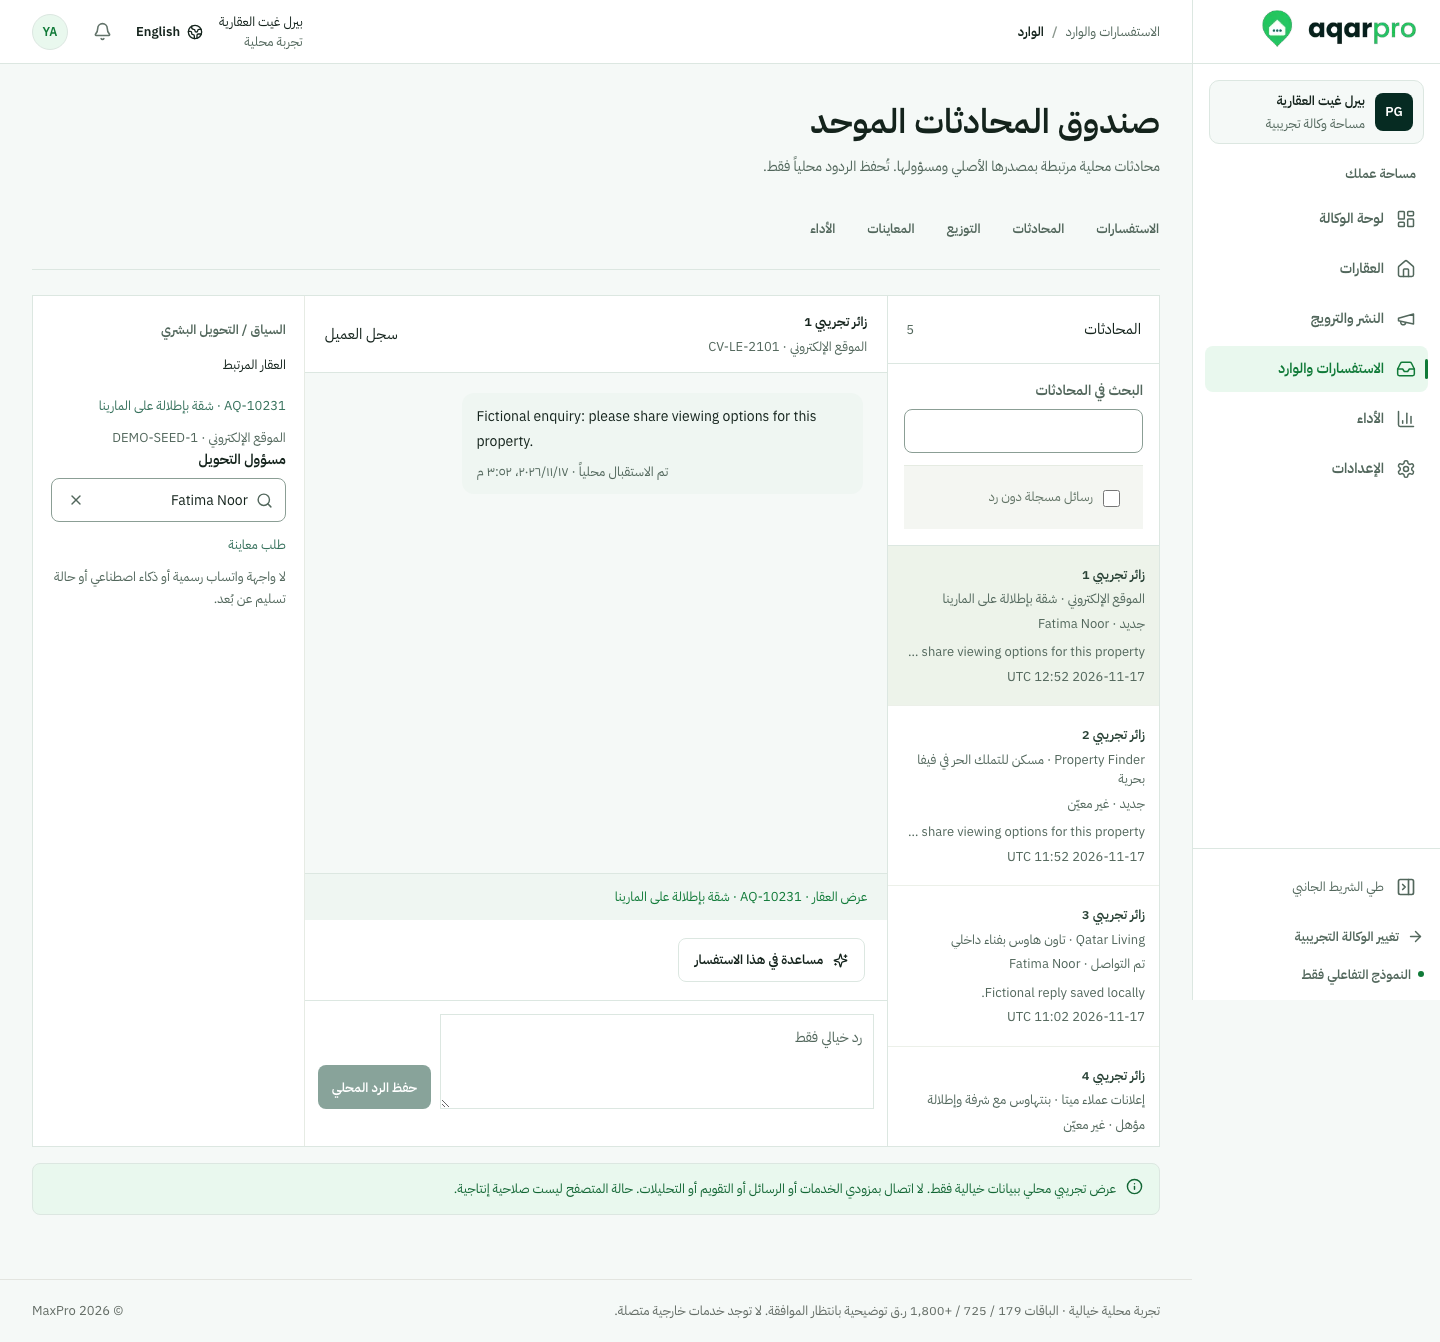 aqarpro
الاستفسارات والوارد / الوارد
بيرل غيت العقارية
تجربة محلية
English
YA
PG
بيرل غيت العقارية
مساحة وكالة تجريبية
مساحة عملك
لوحة الوكالة
العقارات
النشر والترويج
الاستفسارات والوارد
الأداء
الإعدادات
طي الشريط الجانبي
تغيير الوكالة التجريبية
النموذج التفاعلي فقط
صندوق المحادثات الموحد
محادثات محلية مرتبطة بمصدرها الأصلي ومسؤولها. تُحفظ الردود محلياً فقط.
الاستفسارات
المحادثات
التوزيع
المعاينات
الأداء
المحادثات
5
البحث في المحادثات
رسائل مسجلة دون رد
زائر تجريبي 1
الموقع الإلكتروني · شقة بإطلالة على المارينا
جديد · Fatima Noor
... share viewing options for this property
UTC 12:52 2026-11-17
زائر تجريبي 2
Property Finder · مسكن للتملك الحر في فيفا
بحرية
جديد · غير معيّن
... share viewing options for this property
UTC 11:52 2026-11-17
زائر تجريبي 3
Qatar Living · تاون هاوس بفناء داخلي
تم التواصل · Fatima Noor
.Fictional reply saved locally
UTC 11:02 2026-11-17
زائر تجريبي 4
إعلانات عملاء ميتا · بنتهاوس مع شرفة وإطلالة
مؤهل · غير معيّن
زائر تجريبي 1
الموقع الإلكتروني · CV-LE-2101
سجل العميل
Fictional enquiry: please share viewing options for this
property.
تم الاستقبال محلياً · ٢٠٢٦/١١/١٧، ٣:٥٢ م
عرض العقار · AQ-10231 · شقة بإطلالة على المارينا
مساعدة في هذا الاستفسار
رد خيالي فقط
حفظ الرد المحلي
السياق / التحويل البشري
العقار المرتبط
AQ-10231 · شقة بإطلالة على المارينا
الموقع الإلكتروني · DEMO-SEED-1
مسؤول التحويل
Fatima Noor
طلب معاينة
لا واجهة واتساب رسمية أو ذكاء اصطناعي أو حالة
تسليم عن بُعد.
عرض تجريبي محلي ببيانات خيالية فقط. لا اتصال بمزودي الخدمات أو الرسائل أو التقويم أو التحليلات. حالة المتصفح ليست صلاحية إنتاجية.
تجربة محلية خيالية · الباقات 179 / 725 / +1,800 ر.ق توضيحية بانتظار الموافقة. لا توجد خدمات خارجية متصلة.
© 2026 MaxPro